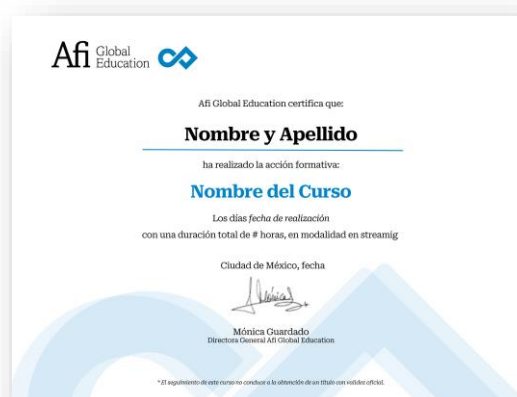 Afi Global
Education
Afi Global Education certifica que:
Nombre y Apellido
ha realizado la acción formativa:
Nombre del Curso
Los días fecha de realización
con una duración total de # horas, en modalidad en streamig
Ciudad de México, fecha
Mónica
Mónica Guardado
Directora General Afi Global Education
* El seguimiento de este curso no conduce a la obtención de un título con validez oficial.